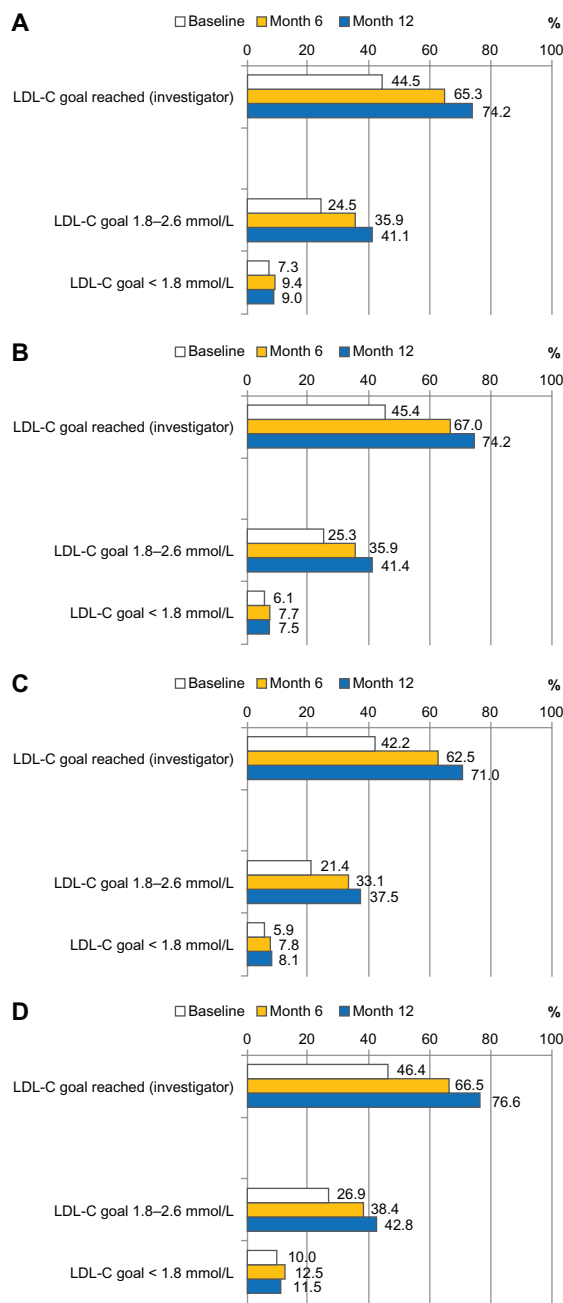 A
Baseline Month 6 Month 12 %
0 20 40 60 80 100
LDL-C goal reached (investigator) 44.5
65.3
74.2
LDL-C goal 1.8–2.6 mmol/L 24.5
35.9
41.1
LDL-C goal < 1.8 mmol/L 7.3
9.4
9.0
B
Baseline Month 6 Month 12 %
0 20 40 60 80 100
LDL-C goal reached (investigator) 45.4
67.0
74.2
LDL-C goal 1.8–2.6 mmol/L 25.3
35.9
41.4
LDL-C goal < 1.8 mmol/L 6.1
7.7
7.5
C
Baseline Month 6 Month 12 %
0 20 40 60 80 100
LDL-C goal reached (investigator) 42.2
62.5
71.0
LDL-C goal 1.8–2.6 mmol/L 21.4
33.1
37.5
LDL-C goal < 1.8 mmol/L 5.9
7.8
8.1
D
Baseline Month 6 Month 12 %
0 20 40 60 80 100
LDL-C goal reached (investigator) 46.4
66.5
76.6
LDL-C goal 1.8–2.6 mmol/L 26.9
38.4
42.8
LDL-C goal < 1.8 mmol/L 10.0
12.5
11.5